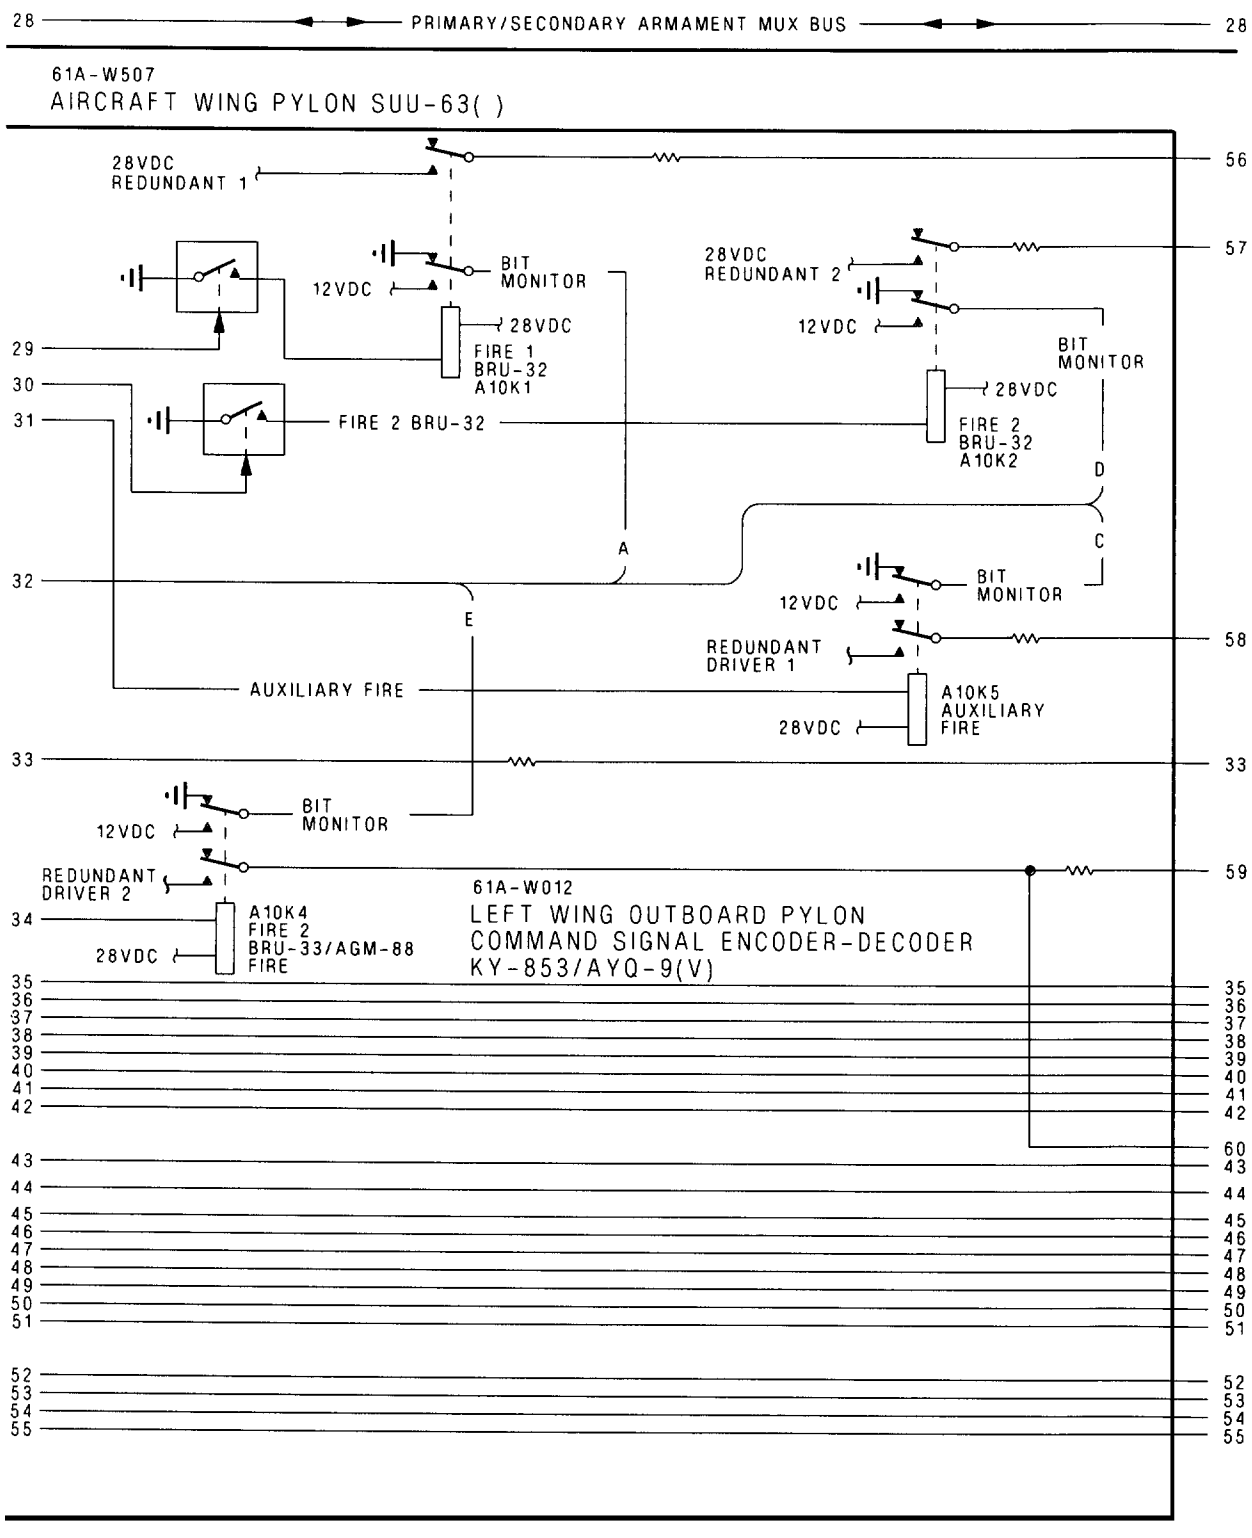 28 PRIMARY/SECONDARY ARMAMENT MUX BUS 28
61A-W507
AIRCRAFT WING PYLON SUU-63( )
28VDC
REDUNDANT 1
56
57
28VDC
REDUNDANT 2
BIT
MONITOR
12VDC
12VDC
28VDC
BIT
MONITOR
29
FIRE 1
BRU-32
A10K1
30
28VDC
31
FIRE 2 BRU-32
FIRE 2
BRU-32
A10K2
D
C
A
32
BIT
MONITOR
12VDC
E
58
REDUNDANT
DRIVER 1
AUXILIARY FIRE
A10K5
AUXILIARY
FIRE
28VDC
33 33
BIT
MONITOR
12VDC
REDUNDANT
DRIVER 2
59
61A-W012
LEFT WING OUTBOARD PYLON
COMMAND SIGNAL ENCODER-DECODER
KY-853/AYQ-9(V)
34
A10K4
FIRE 2
BRU-33/AGM-88
FIRE
28VDC
35 35
36 36
37 37
38 38
39 39
40 40
41 41
42 42
60
43 43
44 44
45 45
46 46
47 47
48 48
49 49
50 50
51 51
52 52
53 53
54 54
55 55